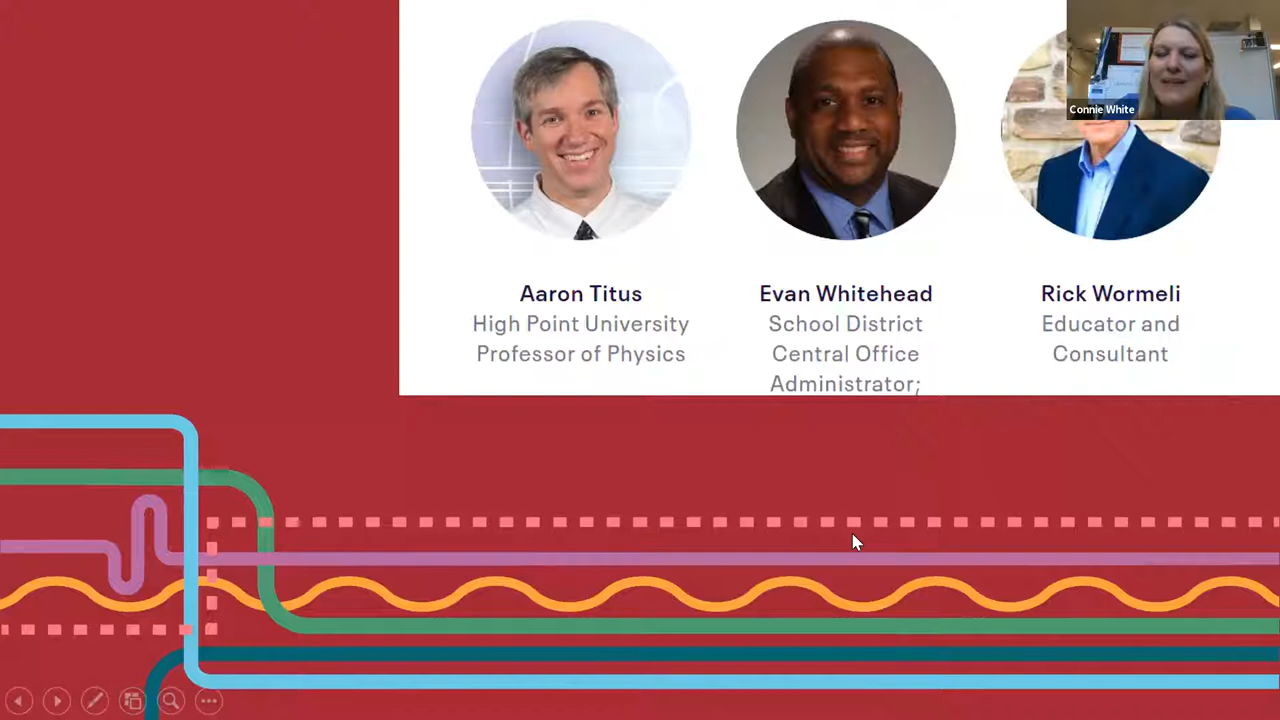 Connie White
Aaron Titus
High Point University
Professor of Physics
Evan Whitehead
School District
Central Office
Administrator;
Rick Wormeli
Educator and
Consultant